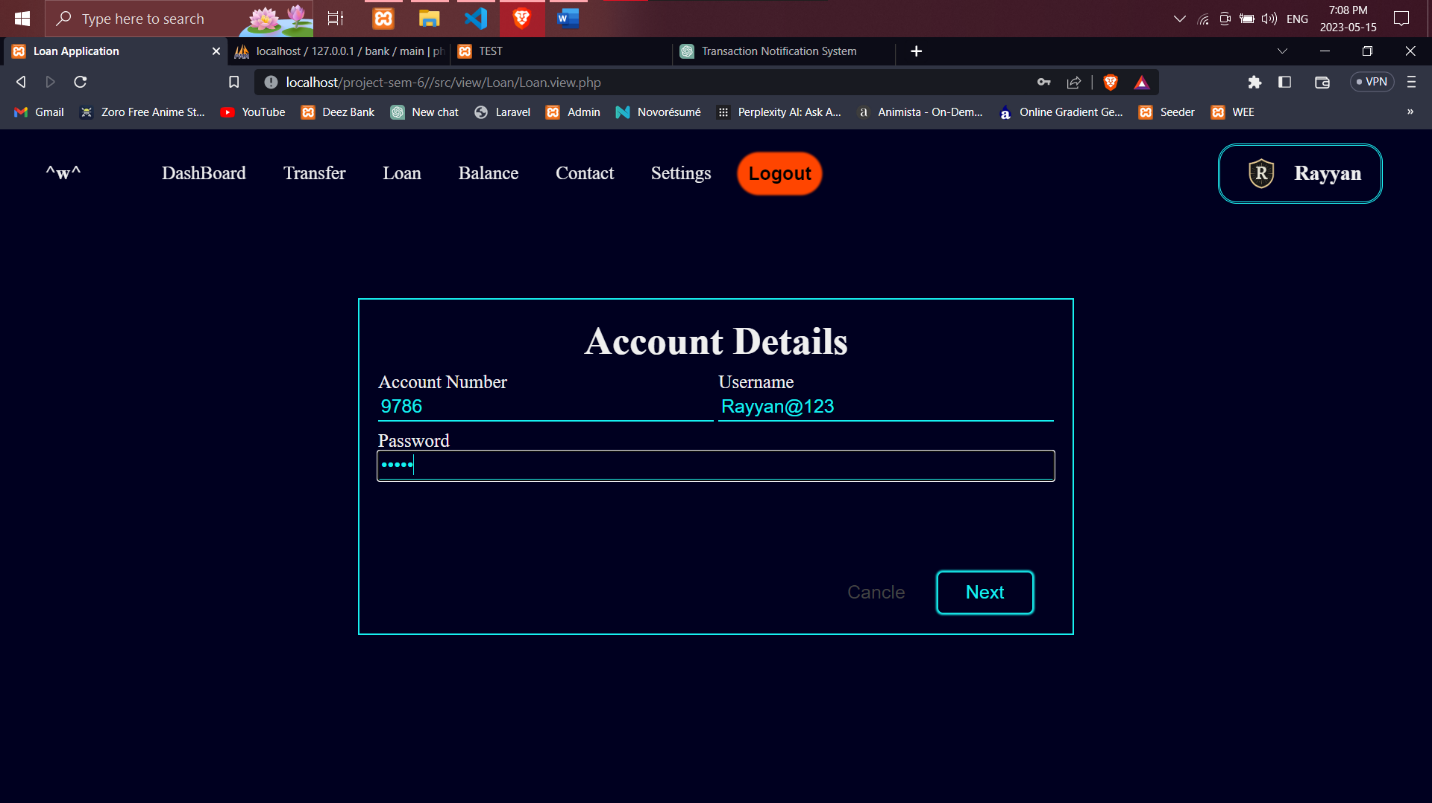 Type here to search
ENG
7:08 PM
2023-05-15
Loan Application
localhost / 127.0.0.1 / bank / main | ph
TEST
Transaction Notification System
localhost/project-sem-6//src/view/Loan/Loan.view.php
VPN
Gmail
Zoro Free Anime St...
YouTube
Deez Bank
New chat
Laravel
Admin
Novorésumé
Perplexity AI: Ask A...
Animista - On-Dem...
Online Gradient Ge...
Seeder
WEE
»
^w^
DashBoard
Transfer
Loan
Balance
Contact
Settings
Logout
R
Rayyan
Account Details
Account Number
Username
9786
Rayyan@123
Password
•••••
Cancle
Next